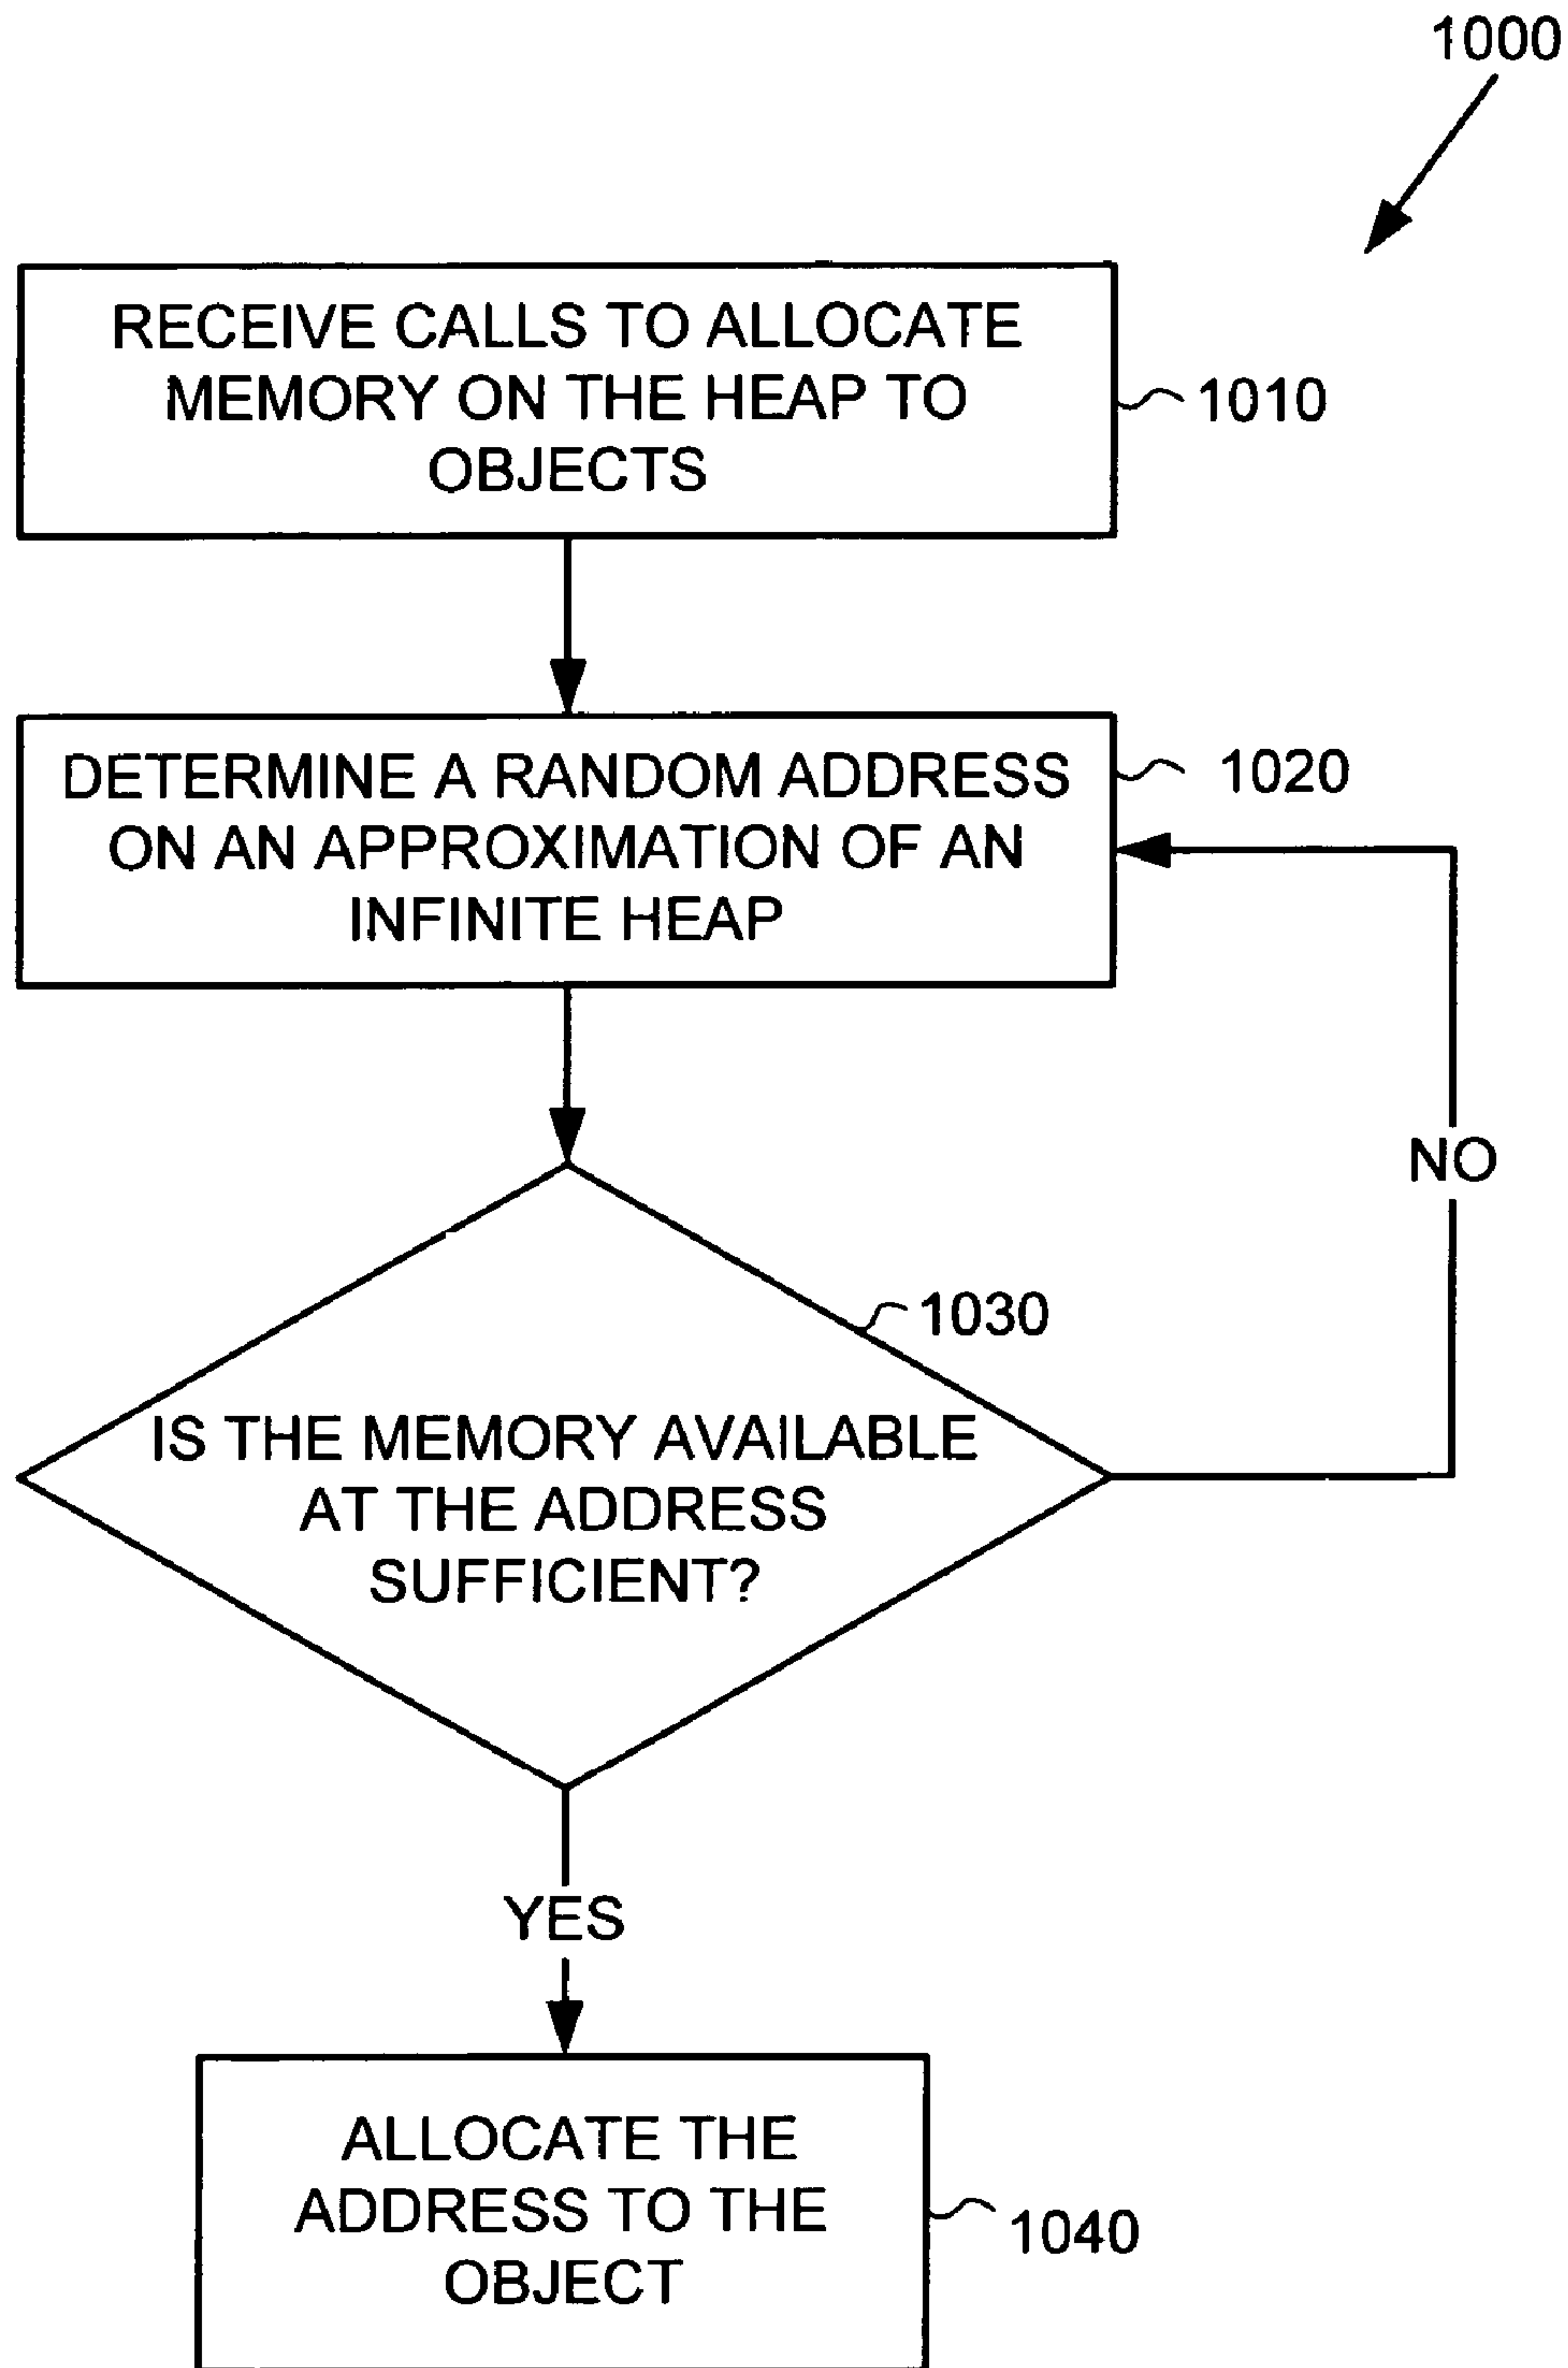 1000
RECEIVE CALLS TO ALLOCATE
MEMORY ON THE HEAP TO
OBJECTS
1010
DETERMINE A RANDOM ADDRESS
ON AN APPROXIMATION OF AN
INFINITE HEAP
1020
NO
1030
IS THE MEMORY AVAILABLE
AT THE ADDRESS
SUFFICIENT?
YES
ALLOCATE THE
ADDRESS TO THE
OBJECT
1040